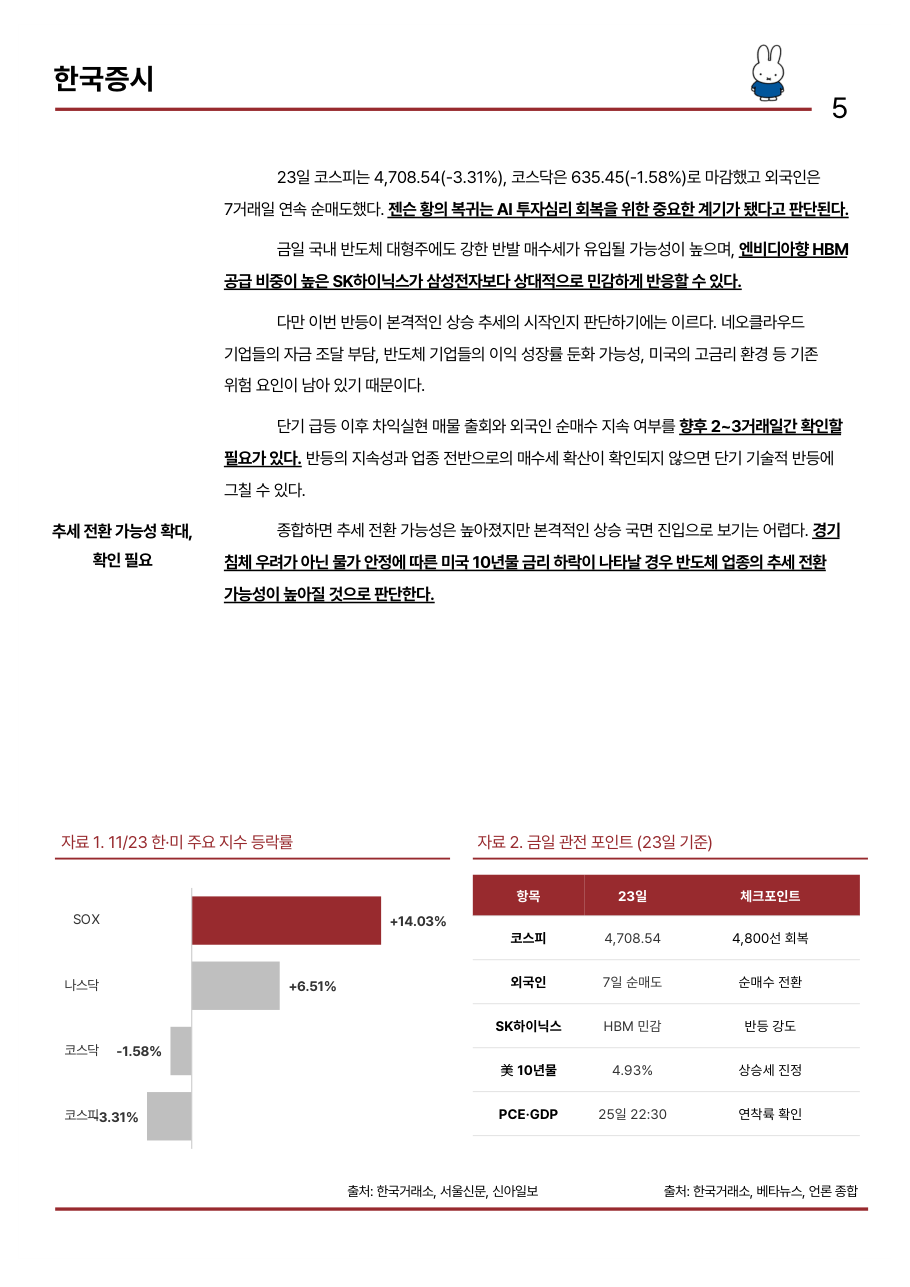 한국증시
5
23일 코스피는 4,708.54(-3.31%), 코스닥은 635.45(-1.58%)로 마감했고 외국인은
7거래일 연속 순매도했다. 젠슨 황의 복귀는 AI 투자심리 회복을 위한 중요한 계기가 됐다고 판단된다.
금일 국내 반도체 대형주에도 강한 반발 매수세가 유입될 가능성이 높으며, 엔비디아향 HBM
공급 비중이 높은 SK하이닉스가 삼성전자보다 상대적으로 민감하게 반응할 수 있다.
다만 이번 반등이 본격적인 상승 추세의 시작인지 판단하기에는 이르다. 네오클라우드
기업들의 자금 조달 부담, 반도체 기업들의 이익 성장률 둔화 가능성, 미국의 고금리 환경 등 기존
위험 요인이 남아 있기 때문이다.
단기 급등 이후 차익실현 매물 출회와 외국인 순매수 지속 여부를 향후 2~3거래일간 확인할
필요가 있다. 반등의 지속성과 업종 전반으로의 매수세 확산이 확인되지 않으면 단기 기술적 반등에
그칠 수 있다.
추세 전환 가능성 확대,
확인 필요
종합하면 추세 전환 가능성은 높아졌지만 본격적인 상승 국면 진입으로 보기는 어렵다. 경기
침체 우려가 아닌 물가 안정에 따른 미국 10년물 금리 하락이 나타날 경우 반도체 업종의 추세 전환
가능성이 높아질 것으로 판단한다.
자료 1. 11/23 한·미 주요 지수 등락률
SOX +14.03%
나스닥 +6.51%
코스닥 -1.58%
코스피 -3.31%
출처: 한국거래소, 서울신문, 신아일보
자료 2. 금일 관전 포인트 (23일 기준)
항목 23일 체크포인트
코스피 4,708.54 4,800선 회복
외국인 7일 순매도 순매수 전환
SK하이닉스 HBM 민감 반등 강도
美 10년물 4.93% 상승세 진정
PCE·GDP 25일 22:30 연착륙 확인
출처: 한국거래소, 베타뉴스, 언론 종합